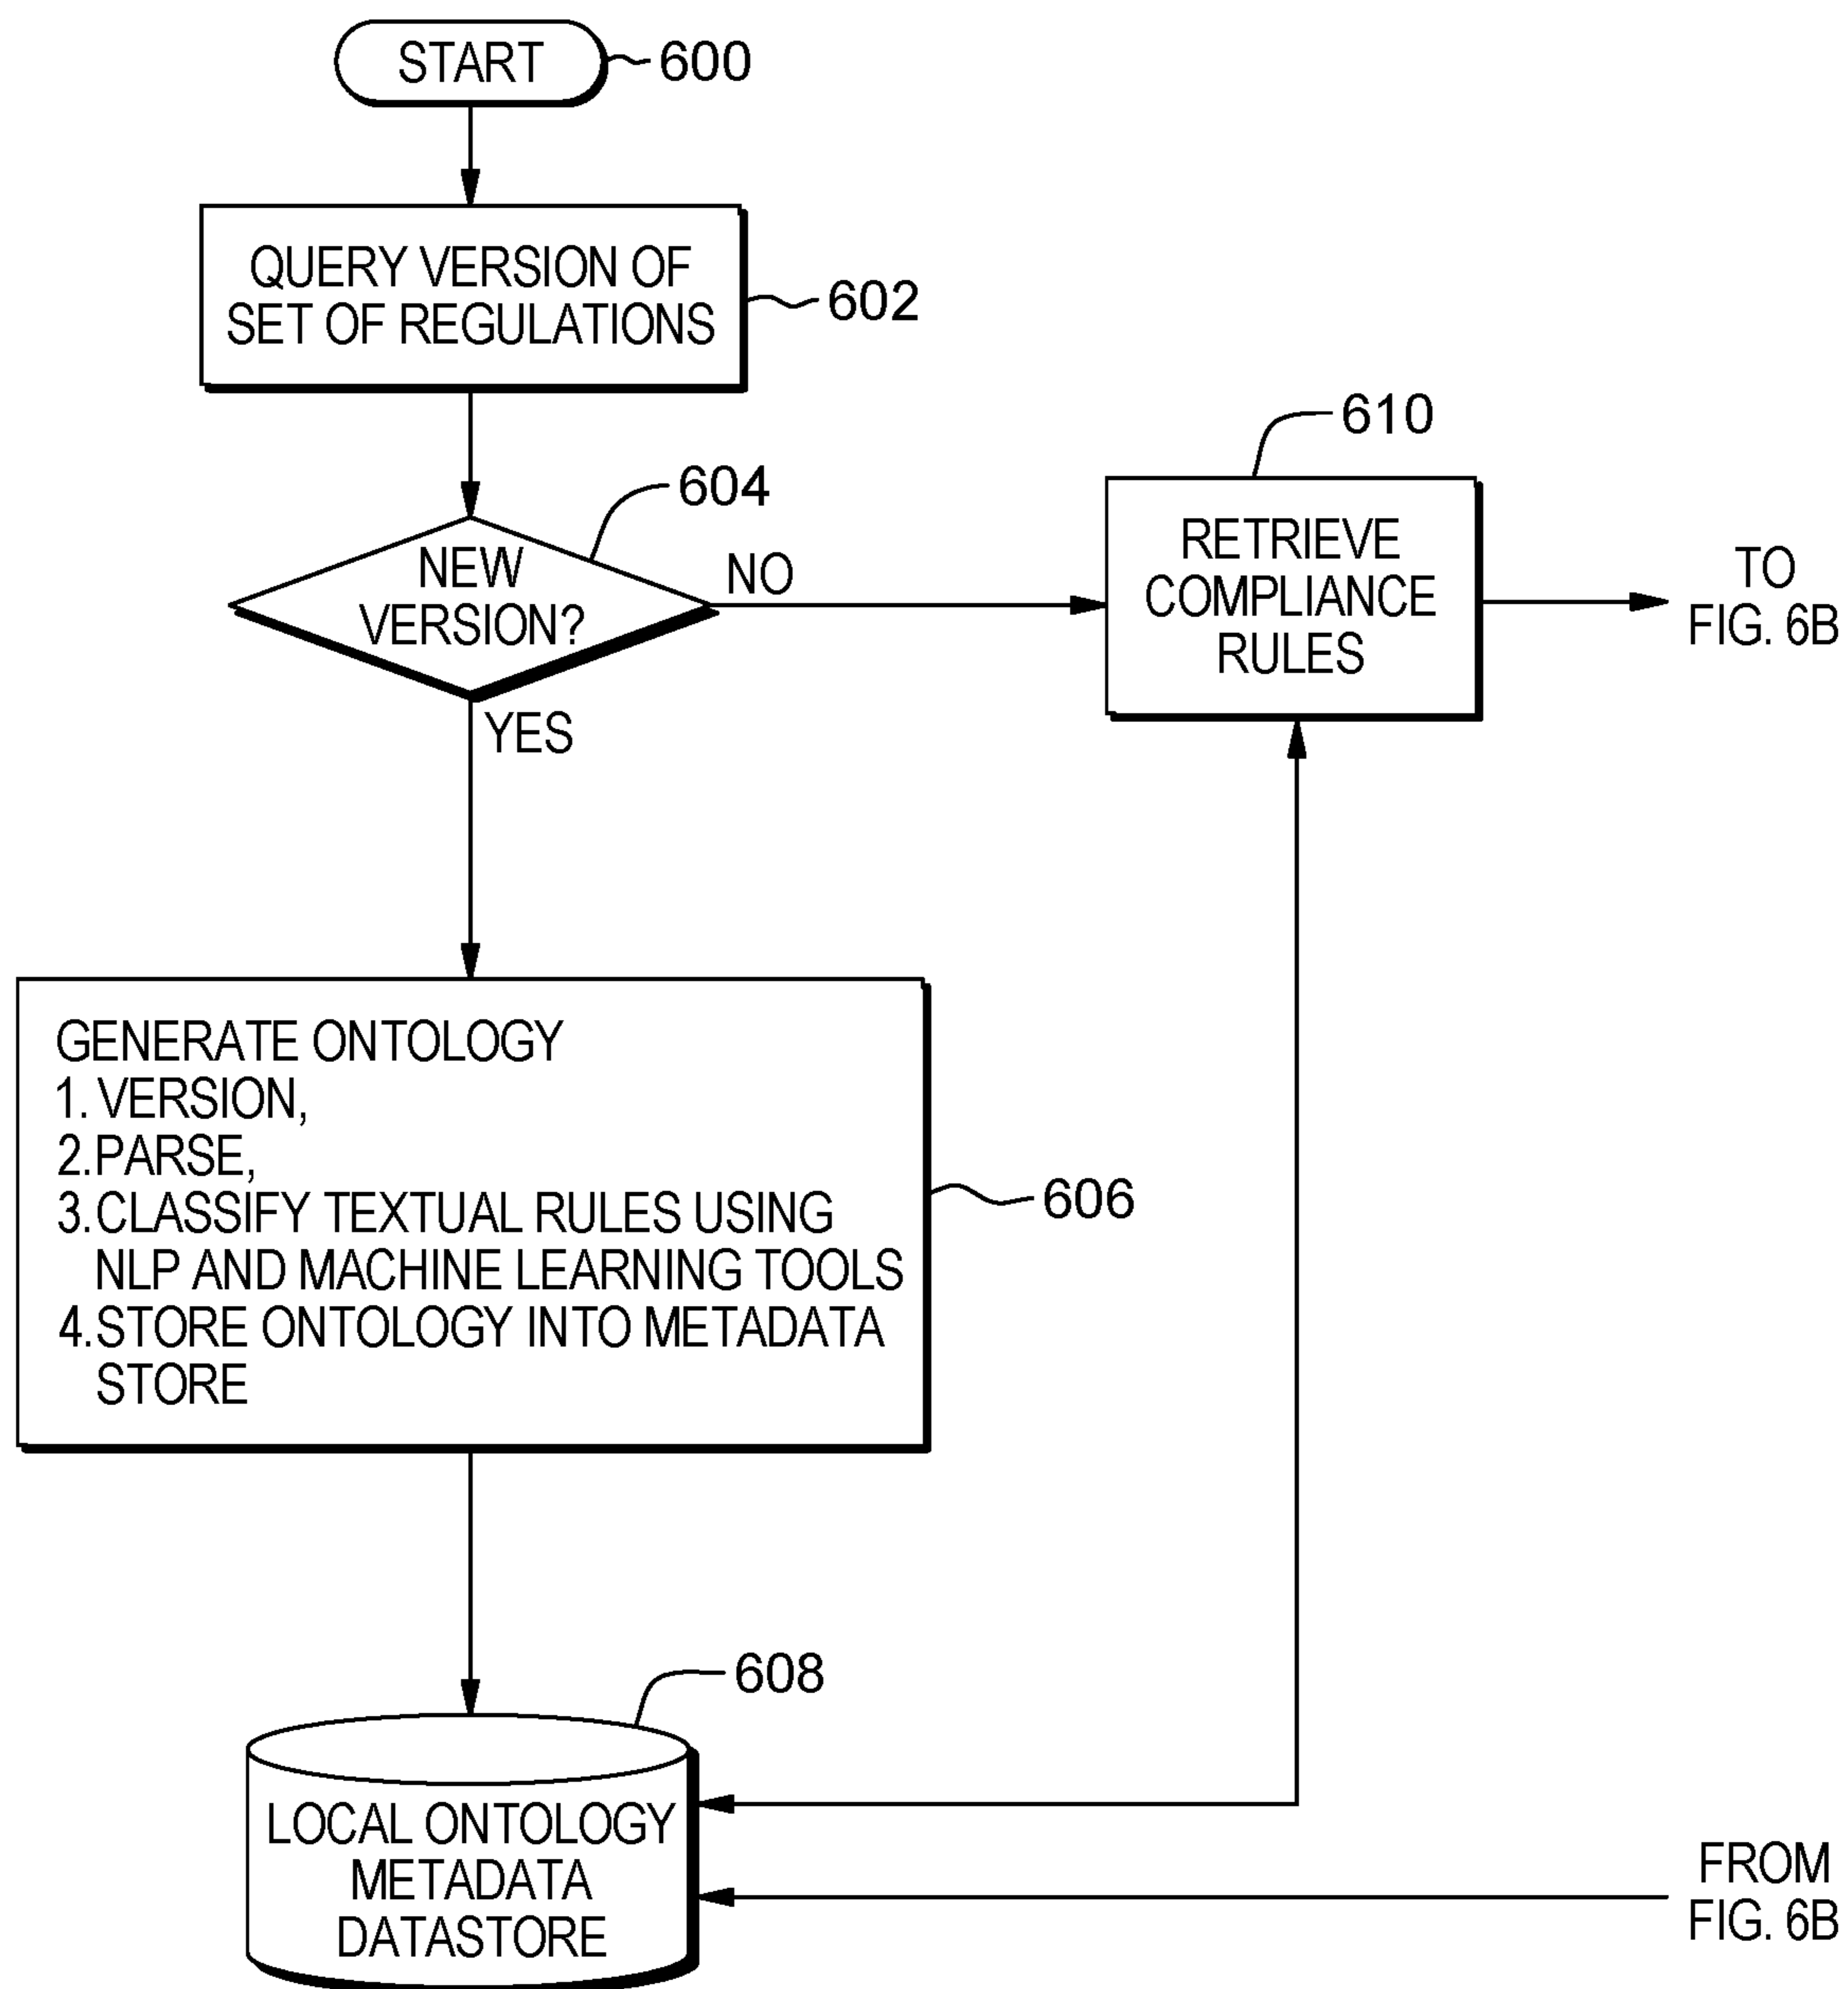 START
600
QUERY VERSION OF
SET OF REGULATIONS
602
604
NEW
VERSION?
NO
YES
610
RETRIEVE
COMPLIANCE
RULES
TO
FIG. 6B
GENERATE ONTOLOGY
1. VERSION,
2. PARSE,
3. CLASSIFY TEXTUAL RULES USING
NLP AND MACHINE LEARNING TOOLS
4. STORE ONTOLOGY INTO METADATA
STORE
606
608
LOCAL ONTOLOGY
METADATA
DATASTORE
FROM
FIG. 6B